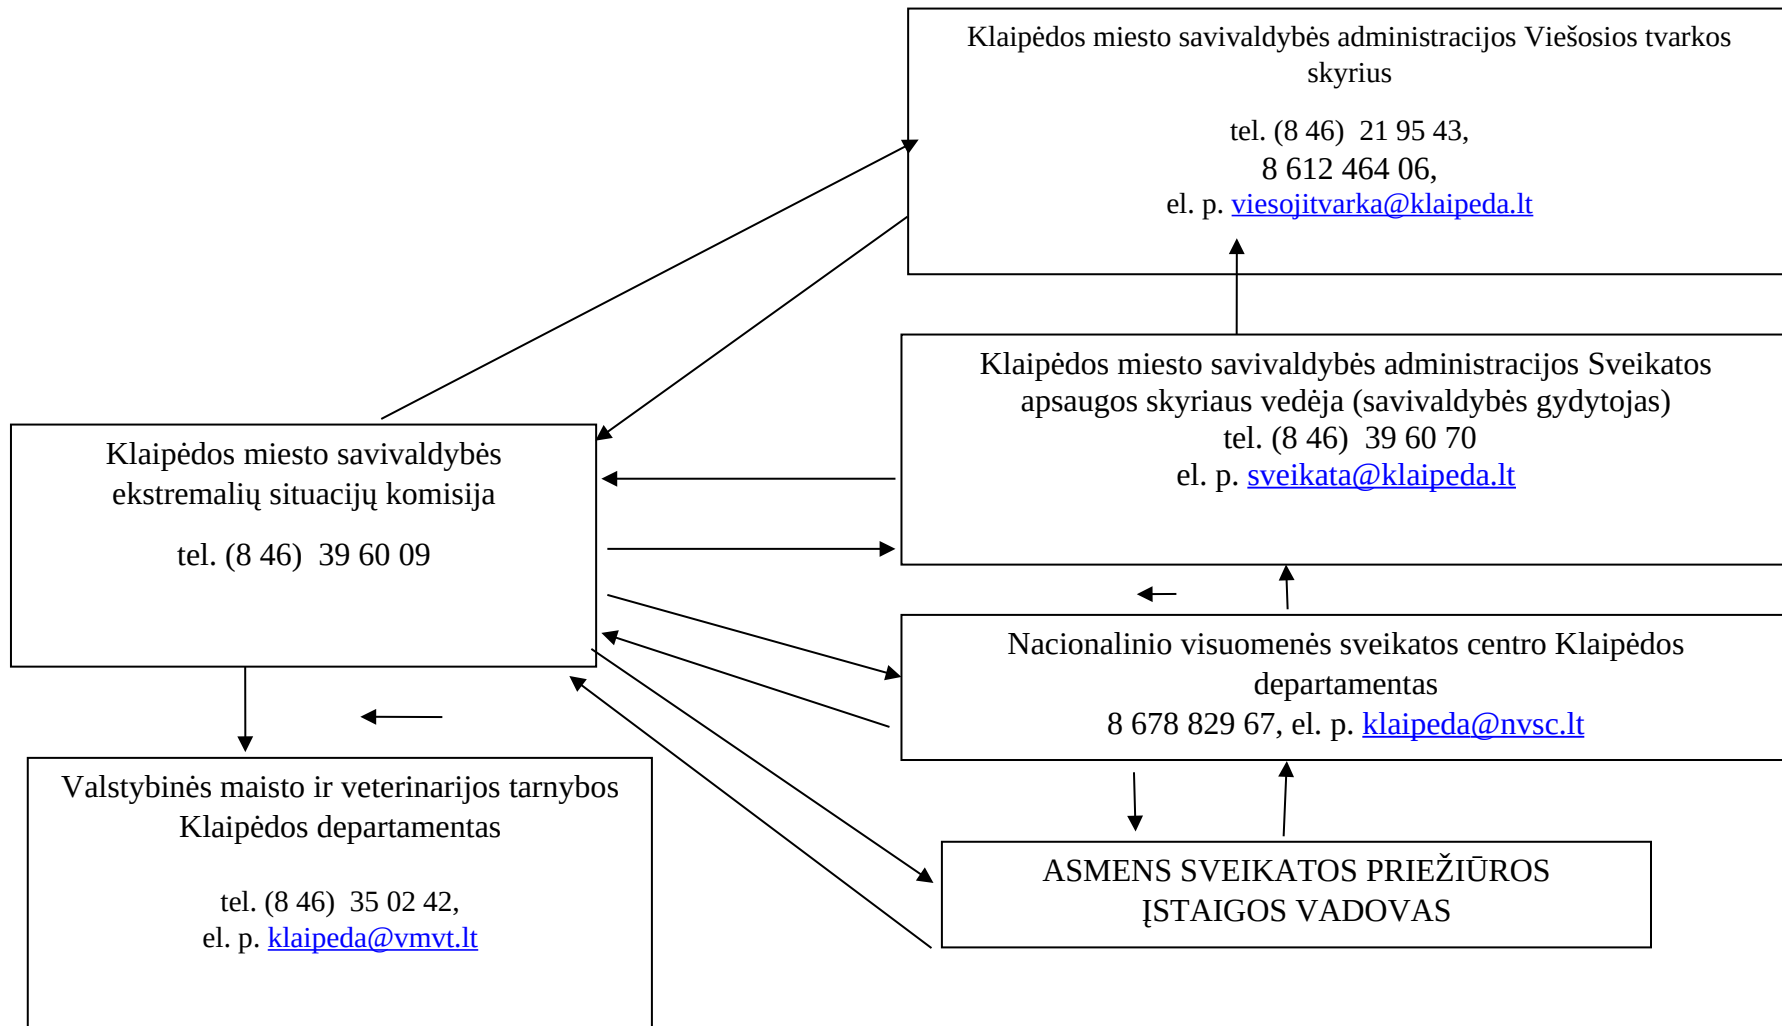 Klaipėdos miesto savivaldybės administracijos Viešosios tvarkos
skyrius
tel. (8 46)  21 95 43,
8 612 464 06,
el. p. viesojitvarka@klaipeda.lt
Klaipėdos miesto savivaldybės administracijos Sveikatos
apsaugos skyriaus vedėja (savivaldybės gydytojas)
tel. (8 46)  39 60 70
el. p. sveikata@klaipeda.lt
Klaipėdos miesto savivaldybės
ekstremalių situacijų komisija
tel. (8 46)  39 60 09
Nacionalinio visuomenės sveikatos centro Klaipėdos
departamentas
8 678 829 67, el. p. klaipeda@nvsc.lt
Valstybinės maisto ir veterinarijos tarnybos
Klaipėdos departamentas
tel. (8 46)  35 02 42,
el. p. klaipeda@vmvt.lt
ASMENS SVEIKATOS PRIEŽIŪROS
ĮSTAIGOS VADOVAS